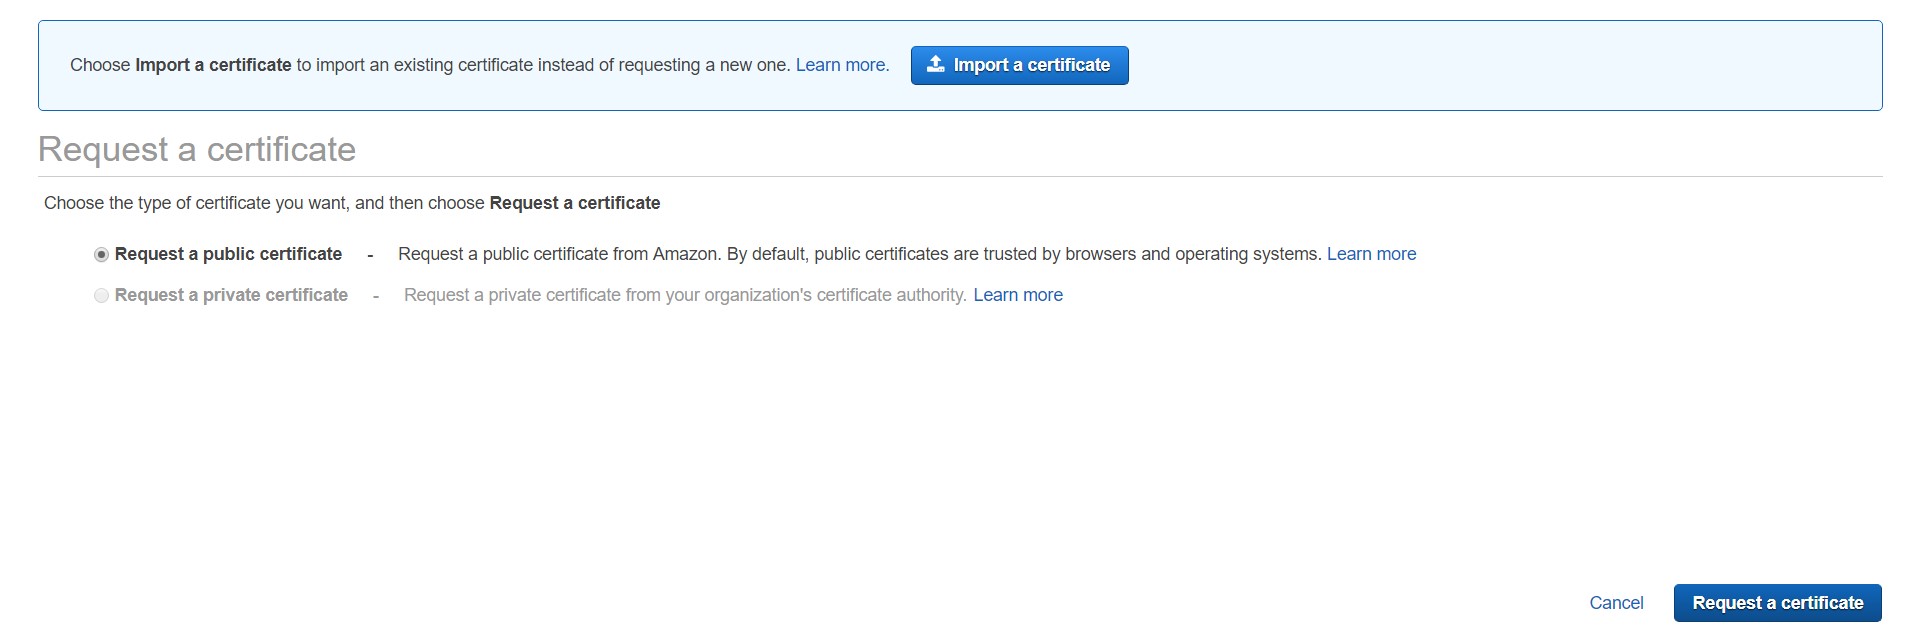 Choose Import a certificate to import an existing certificate instead of requesting a new one. Learn more. Import a certificate
Request a certificate
Choose the type of certificate you want, and then choose Request a certificate
Request a public certificate - Request a public certificate from Amazon. By default, public certificates are trusted by browsers and operating systems. Learn more
Request a private certificate - Request a private certificate from your organization's certificate authority. Learn more
Cancel Request a certificate